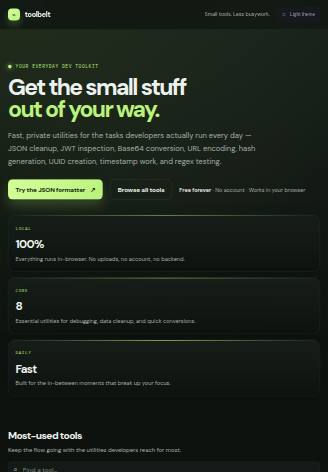 toolbelt
Small tools. Less busywork.
Light theme
YOUR EVERYDAY DEV TOOLKIT
Get the small stuff
out of your way.
Fast, private utilities for the tasks developers actually run every day —
JSON cleanup, JWT inspection, Base64 conversion, URL encoding, hash
generation, UUID creation, timestamp work, and regex testing.
Try the JSON formatter ↗
Browse all tools
Free forever · No account · Works in your browser
LOCAL
100%
Everything runs in-browser. No uploads, no account, no backend.
CORE
8
Essential utilities for debugging, data cleanup, and quick conversions.
DAILY
Fast
Built for the in-between moments that break up your focus.
Most-used tools
Keep the flow going with the utilities developers reach for most.
Find a tool...